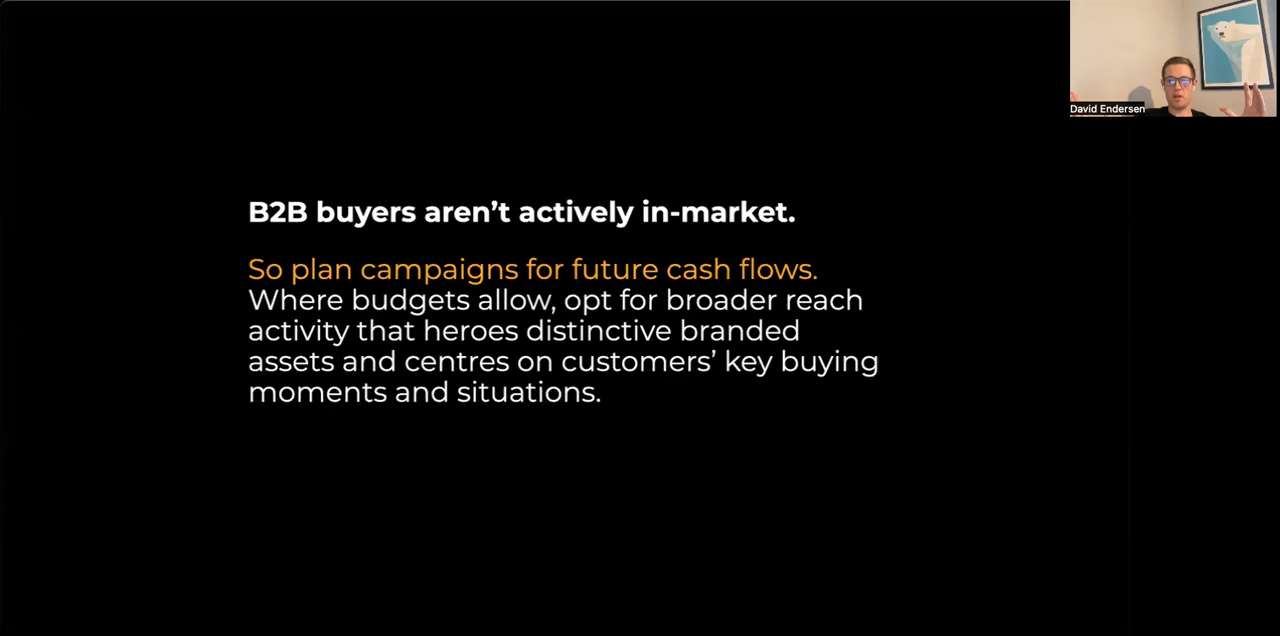 B2B buyers aren’t actively in-market.
So plan campaigns for future cash flows.
Where budgets allow, opt for broader reach
activity that heroes distinctive branded
assets and centres on customers’ key buying
moments and situations.
David Endersen